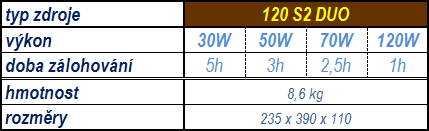 typ zdroje 120 S2 DUO
výkon 30W 50W 70W 120W
doba zálohování 5h 3h 2,5h 1h
hmotnost 8,6 kg
rozměry 235 x 390 x 110